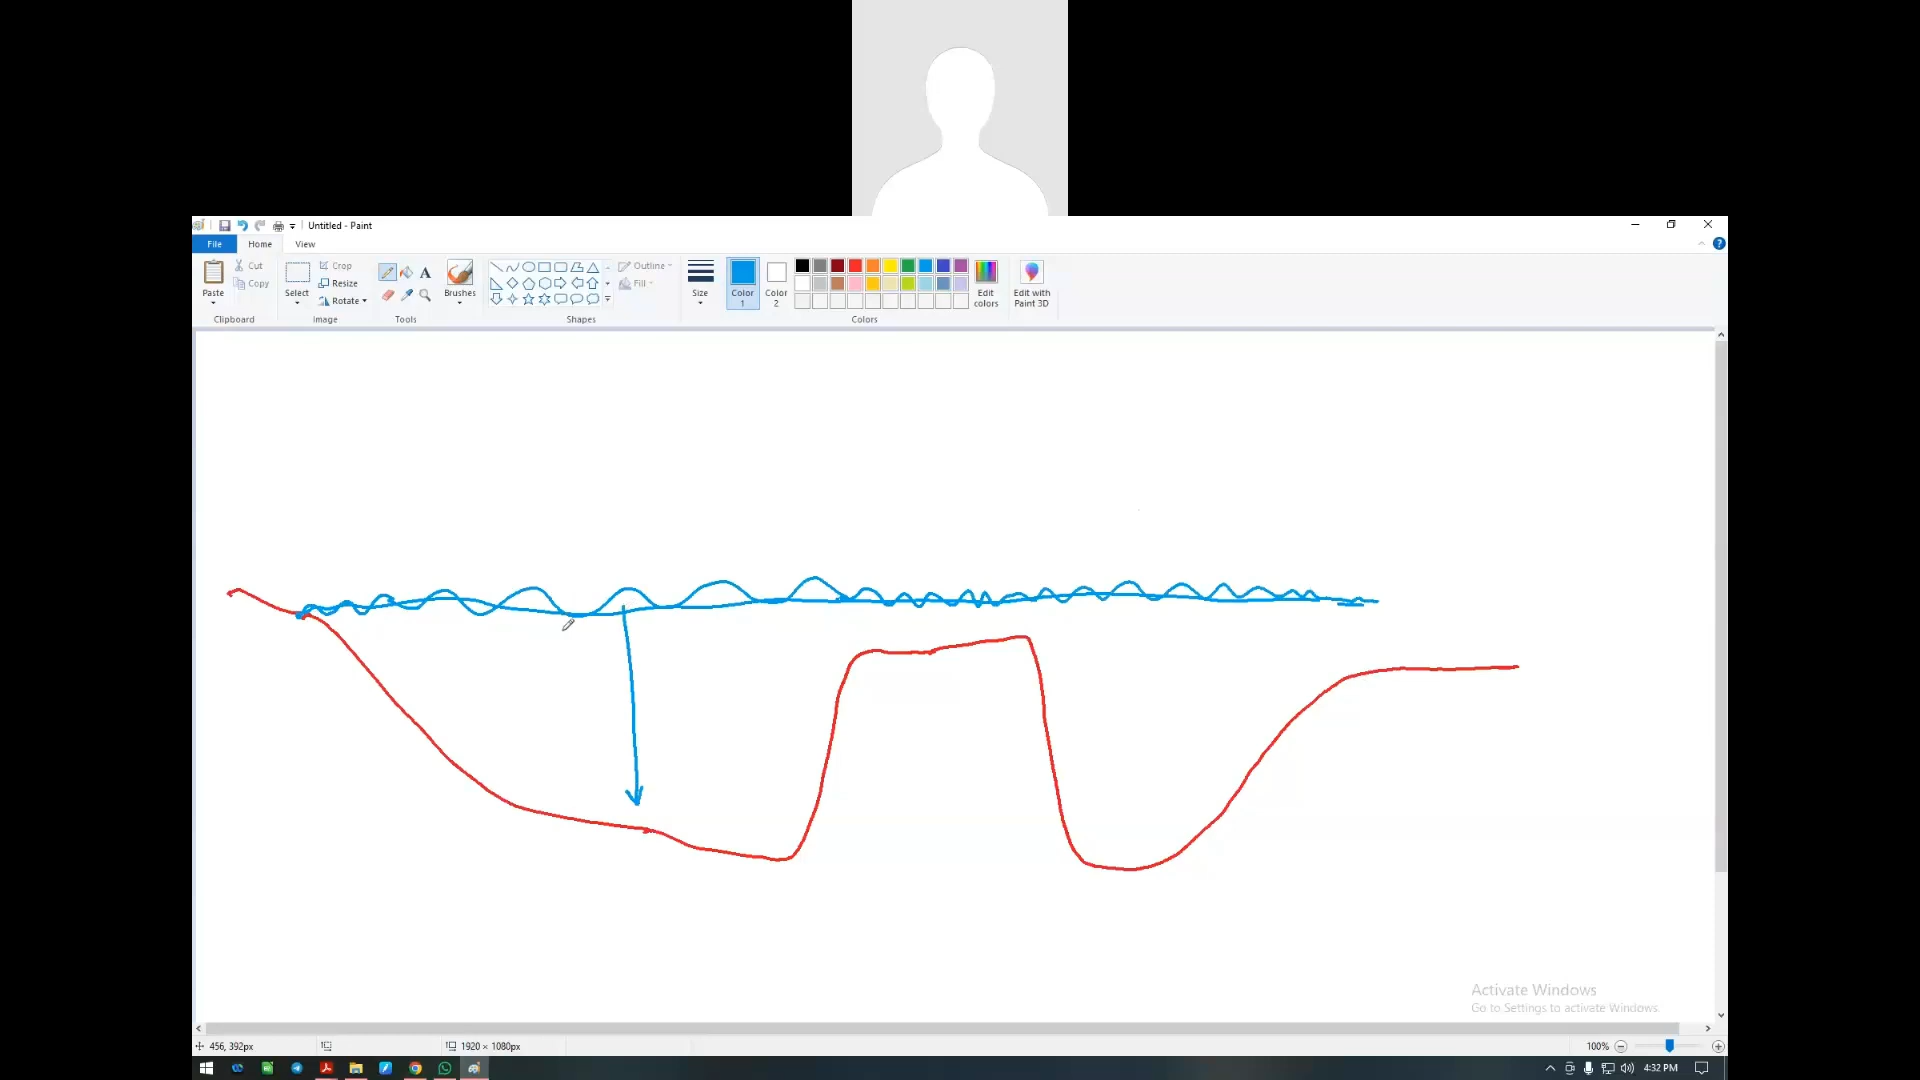 Untitled - Paint
File Home View
Paste Cut Copy
Clipboard
Select Crop Resize Rotate
Image
A
Tools
Brushes
Outline Fill
Shapes
Size
Color 1 Color 2
Edit colors
Colors
Edit with Paint 3D
?
Activate Windows
Go to Settings to activate Windows.
456, 392px 1920 × 1080px 100%
4:32 PM